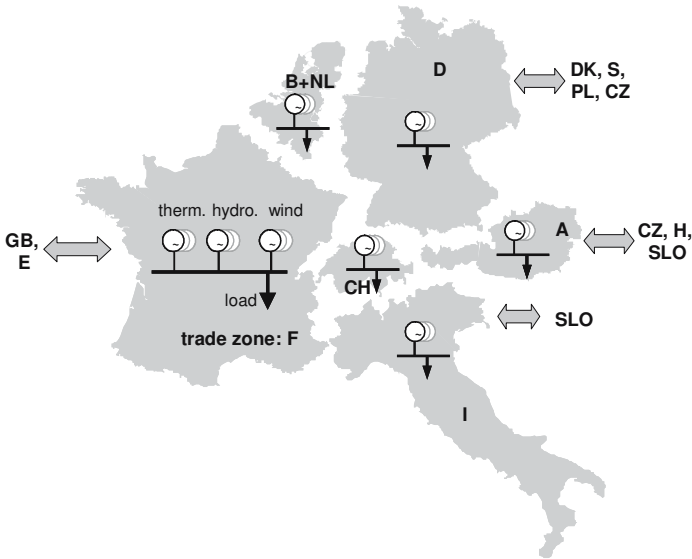 B+NL
D
DK, S,
PL, CZ
therm. hydro. wind
~
~
~
~
~
~
~
~
GB,
E
load
trade zone: F
CH
A
CZ, H,
SLO
SLO
I